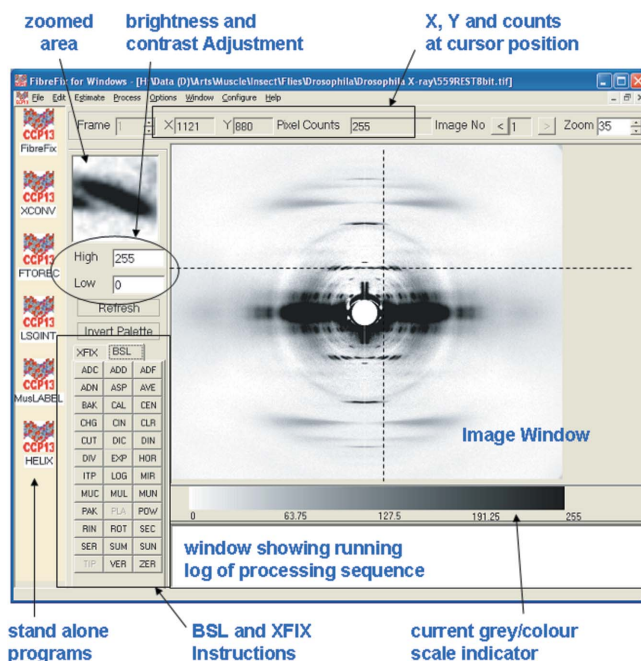 zoomed
area
brightness and
contrast Adjustment
X, Y and counts
at cursor position
FibreFix for Windows - [H:\Data (D)\Arts\Muscle\Insect\Flies\Drosophila\Drosophila X-ray\559REST8bit.tif]
File Edit Estimate Process Options Window Configure Help
Frame 1 X 1121 Y 880 Pixel Counts 255 Image No < 1 > Zoom 35
CCP13
FibreFix
CCP13
XCONV
CCP13
FTOREC
CCP13
LSQINT
CCP13
MusLABEL
CCP13
HELIX
High 255
Low 0
Refresh
Invert Palette
XFIX BSL
ADC ADD ADF
ADN ASP AVE
BAK CAL CEN
CHG CIN CLR
CUT DIC DIN
DIV EXP HOR
ITP LOG MIR
MUC MUL MUN
PAK PLA POW
RIN ROT SEC
SER SUM SUN
TIP VER ZER
Image Window
0 63.75 127.5 191.25 255
window showing running
log of processing sequence
stand alone
programs
BSL and XFIX
Instructions
current grey/colour
scale indicator